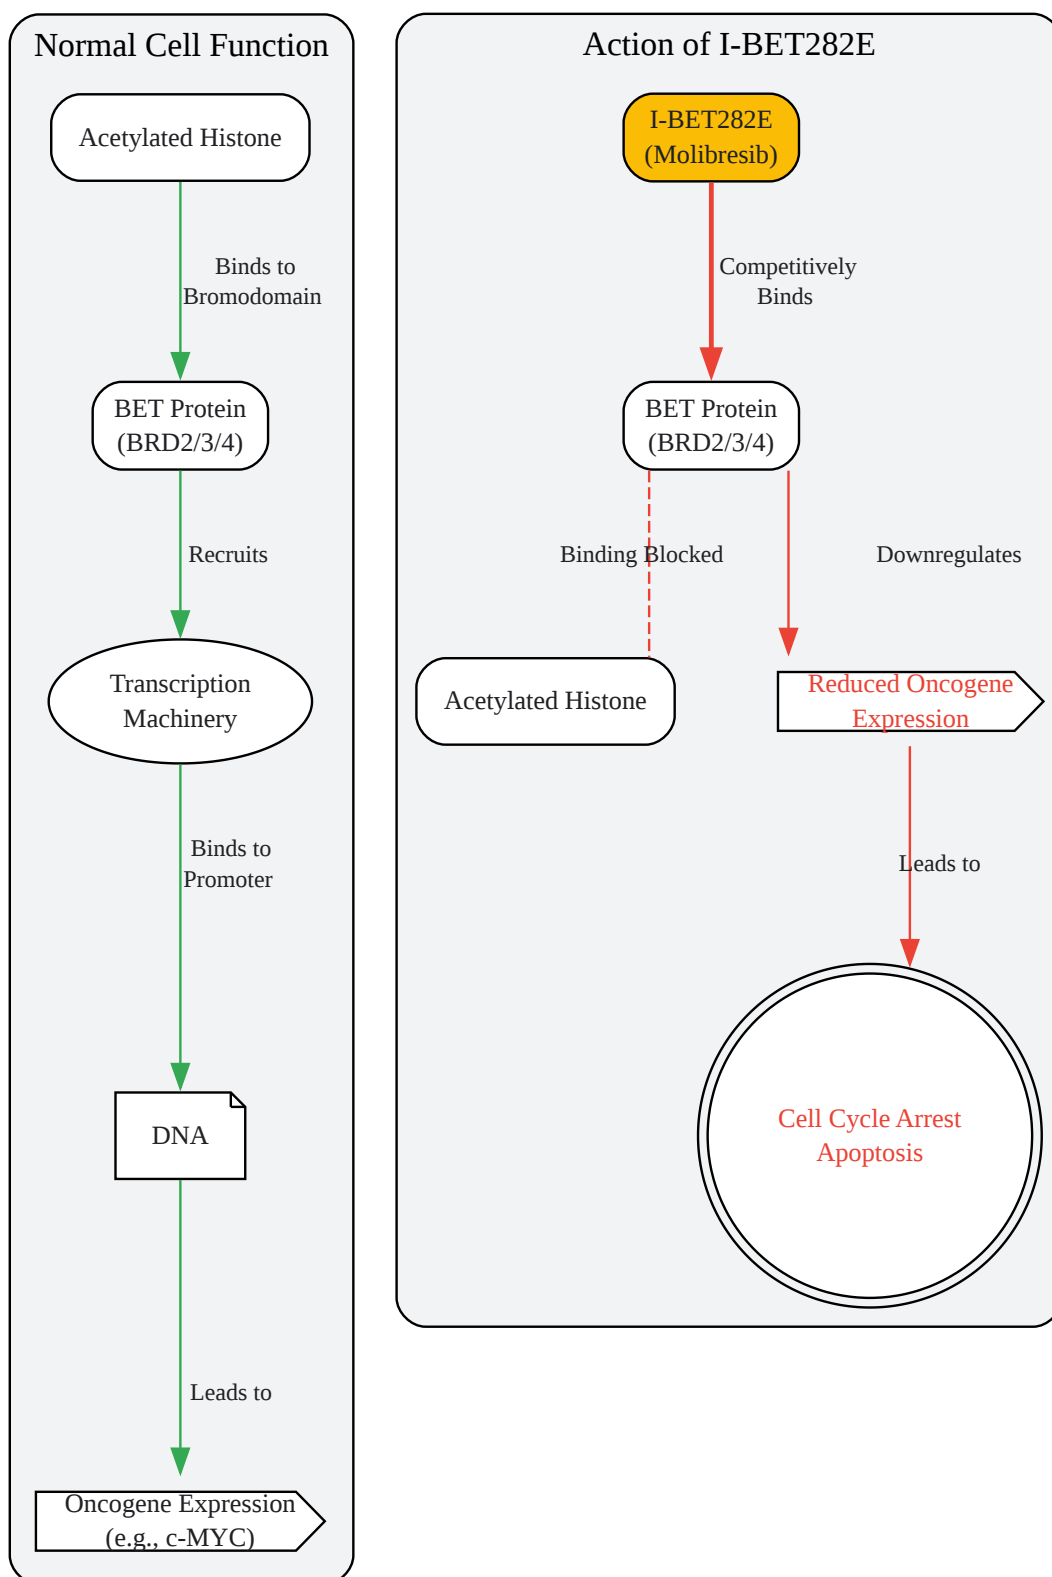 Normal Cell Function
Acetylated Histone
Binds to
Bromodomain
BET Protein
(BRD2/3/4)
Recruits
Transcription
Machinery
Binds to
Promoter
DNA
Leads to
Oncogene Expression
(e.g., c-MYC)
Action of I-BET282E
I-BET282E
(Molibresib)
Competitively
Binds
BET Protein
(BRD2/3/4)
Binding Blocked
Downregulates
Acetylated Histone
Reduced Oncogene
Expression
Leads to
Cell Cycle Arrest
Apoptosis